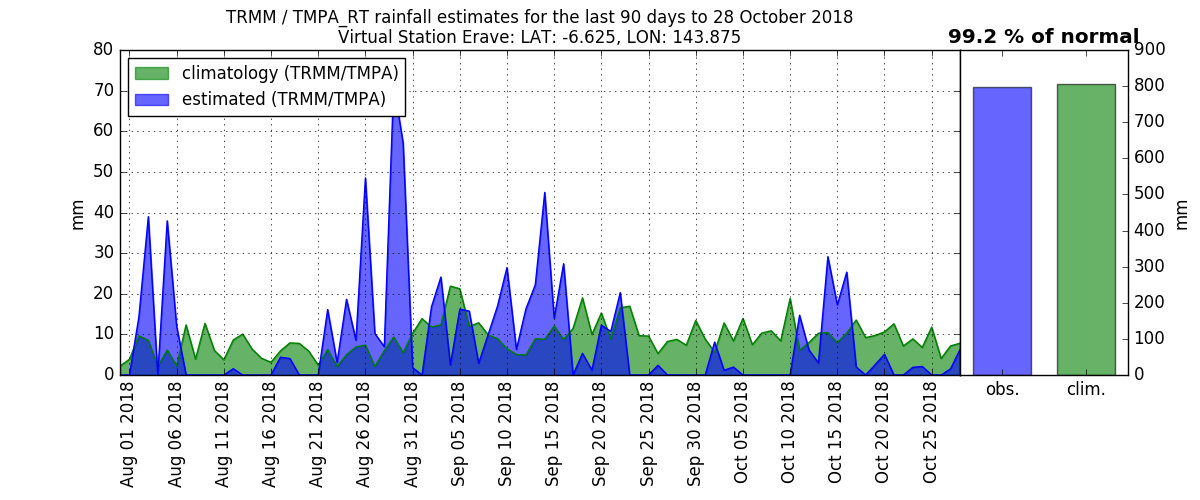 TRMM / TMPA_RT rainfall estimates for the last 90 days to 28 October 2018
Virtual Station Erave: LAT: -6.625, LON: 143.875
99.2 % of normal
climatology (TRMM/TMPA)
estimated (TRMM/TMPA)
mm
80
70
60
50
40
30
20
10
0
Aug 01 2018
Aug 06 2018
Aug 11 2018
Aug 16 2018
Aug 21 2018
Aug 26 2018
Aug 31 2018
Sep 05 2018
Sep 10 2018
Sep 15 2018
Sep 20 2018
Sep 25 2018
Sep 30 2018
Oct 05 2018
Oct 10 2018
Oct 15 2018
Oct 20 2018
Oct 25 2018
obs.
clim.
900
800
700
600
500
400
300
200
100
0
mm